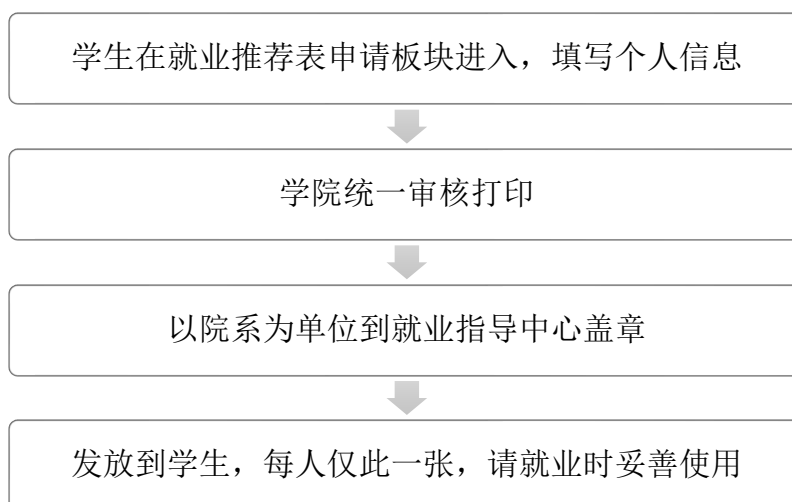 学生在就业推荐表申请板块进入，填写个人信息
学院统一审核打印
以院系为单位到就业指导中心盖章
发放到学生，每人仅此一张，请就业时妥善使用